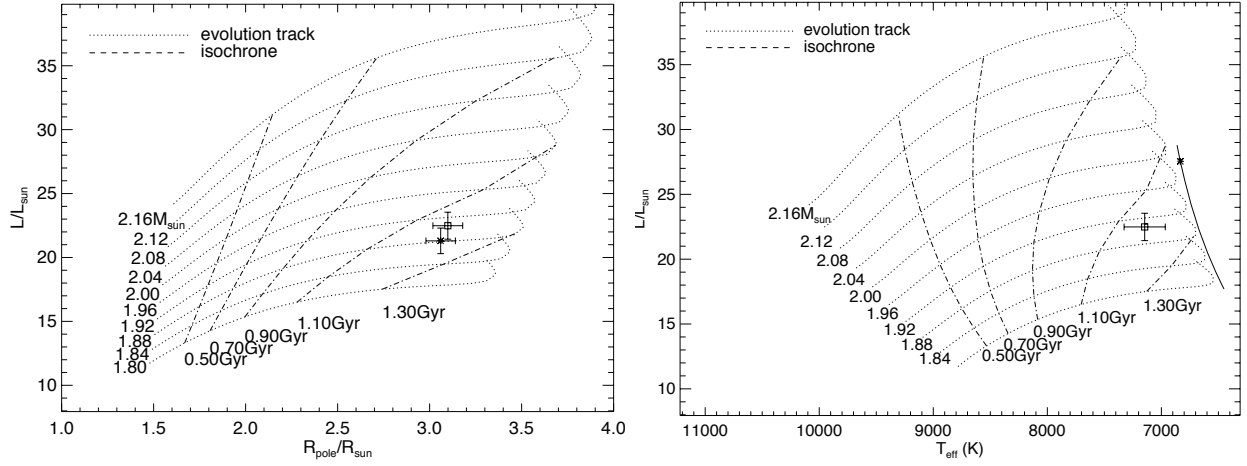 evolution track
isochrone
35
30
25
20
15
10
L/L_sun
2.16M_sun
2.12
2.08
2.04
2.00
1.96
1.92
1.88
1.84
1.80
0.50Gyr
0.70Gyr
0.90Gyr
1.10Gyr
1.30Gyr
1.0
1.5
2.0
2.5
3.0
3.5
4.0
R_pole/R_sun
evolution track
isochrone
35
30
25
20
15
10
L/L_sun
2.16M_sun
2.12
2.08
2.04
2.00
1.96
1.92
1.88
1.84
0.50Gyr
0.70Gyr
0.90Gyr
1.10Gyr
1.30Gyr
11000
10000
9000
8000
7000
T_eff (K)